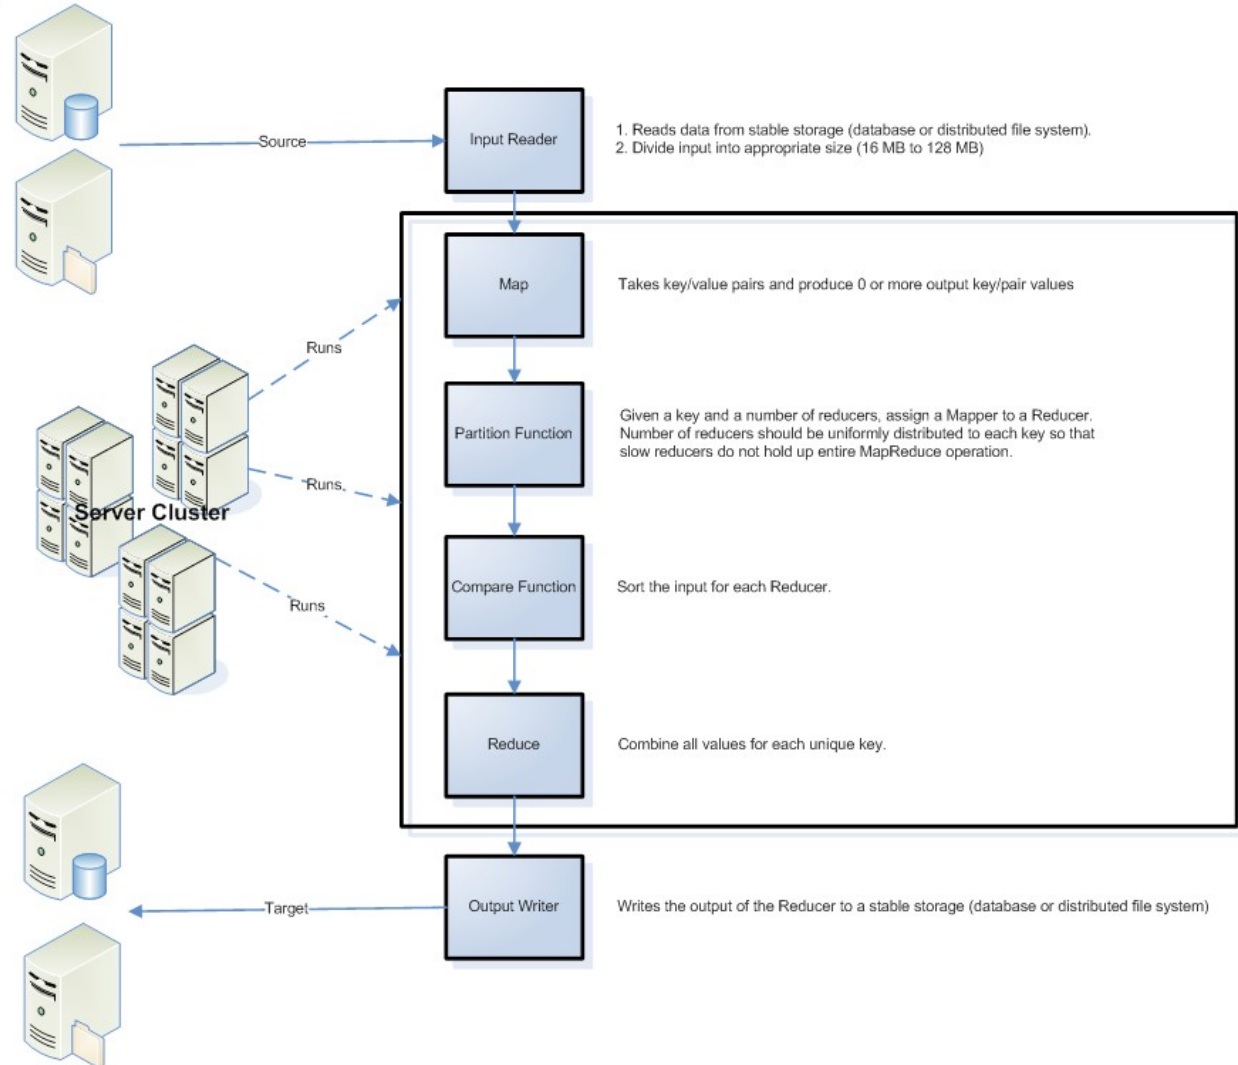 Source
Input Reader
1. Reads data from stable storage (database or distributed file system).
2. Divide input into appropriate size (16 MB to 128 MB)
Map
Takes key/value pairs and produce 0 or more output key/pair values
Runs
Partition Function
Given a key and a number of reducers, assign a Mapper to a Reducer.
Number of reducers should be uniformly distributed to each key so that
slow reducers do not hold up entire MapReduce operation.
Runs
Server Cluster
Compare Function
Sort the input for each Reducer.
Runs
Reduce
Combine all values for each unique key.
Target
Output Writer
Writes the output of the Reducer to a stable storage (database or distributed file system)